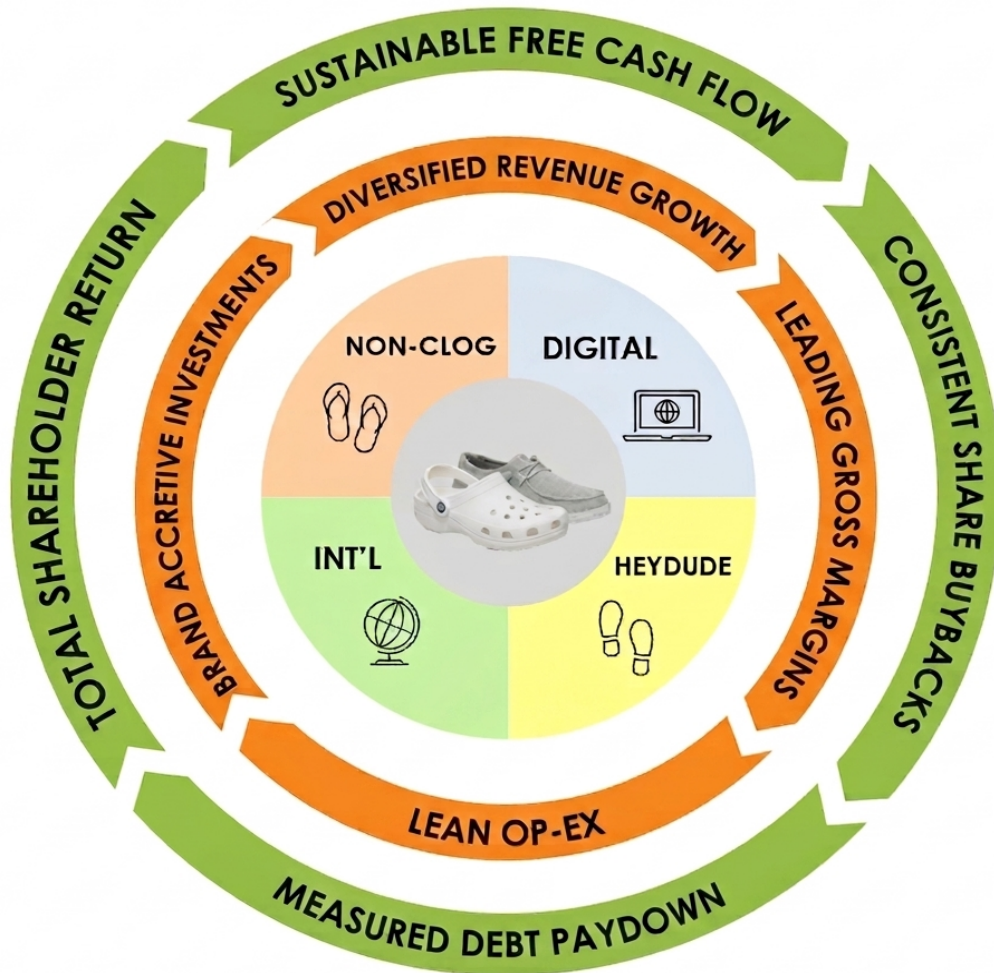 SUSTAINABLE FREE CASH FLOW
CONSISTENT SHARE BUYBACKS
MEASURED DEBT PAYDOWN
TOTAL SHAREHOLDER RETURN
DIVERSIFIED REVENUE GROWTH
LEADING GROSS MARGINS
LEAN OP-EX
BRAND ACCRETIVE INVESTMENTS
NON-CLOG
DIGITAL
INT'L
HEYDUDE